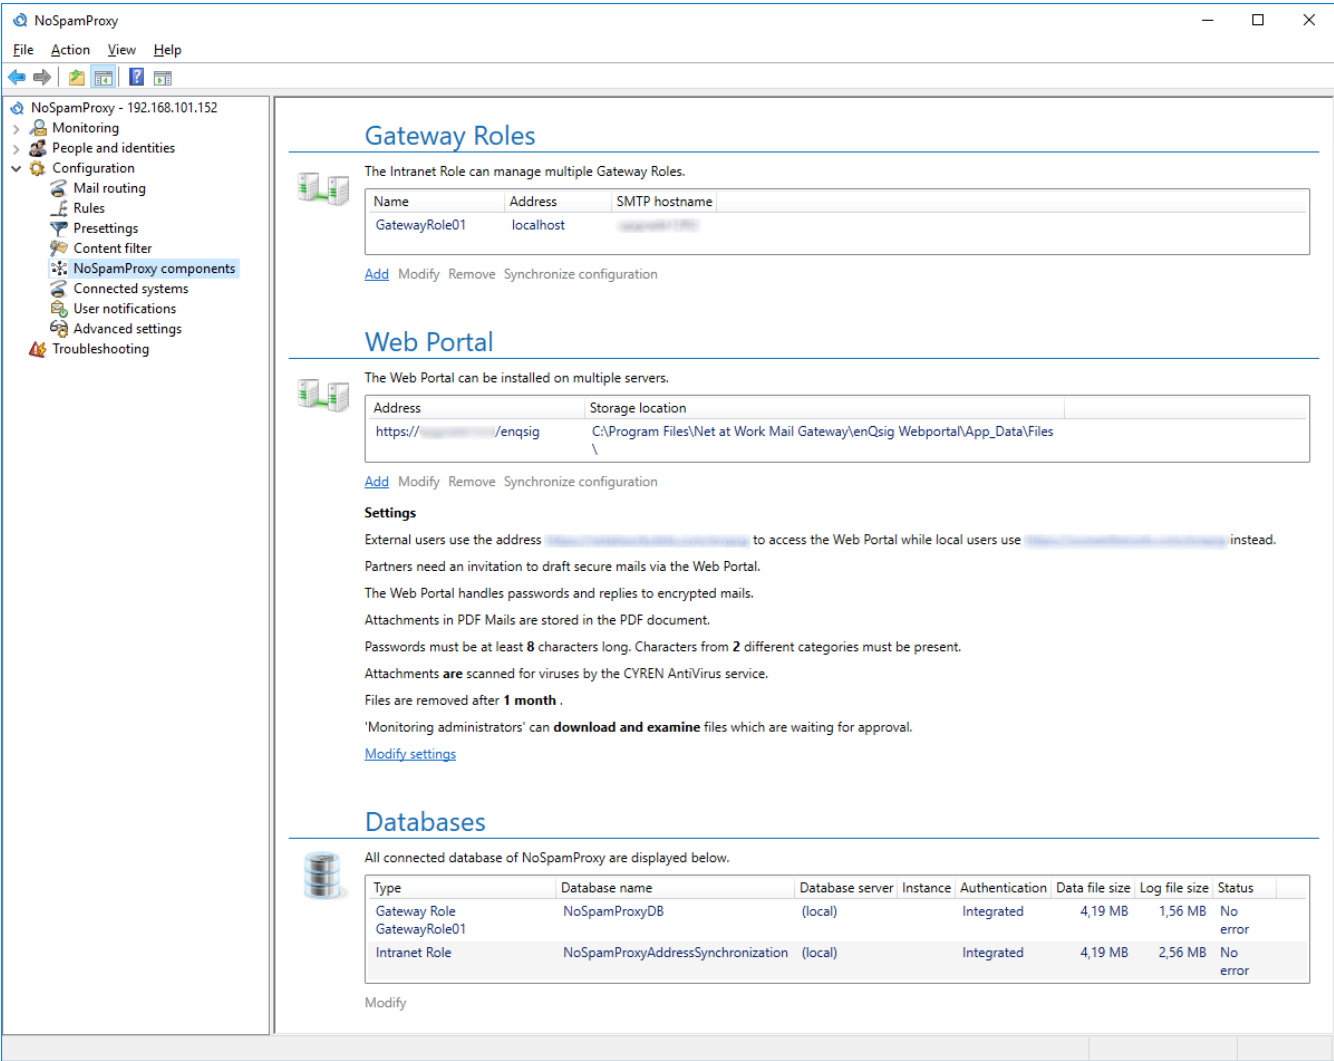 NoSpamProxy
File Action View Help
NoSpamProxy - 192.168.101.152
Monitoring
People and identities
Configuration
Mail routing
Rules
Presettings
Content filter
NoSpamProxy components
Connected systems
User notifications
Advanced settings
Troubleshooting
Gateway Roles
The Intranet Role can manage multiple Gateway Roles.
Name Address SMTP hostname
GatewayRole01 localhost
Add Modify Remove Synchronize configuration
Web Portal
The Web Portal can be installed on multiple servers.
Address Storage location
https:// /enqsig C:\Program Files\Net at Work Mail Gateway\enQsig Webportal\App_Data\Files
\
Add Modify Remove Synchronize configuration
Settings
External users use the address to access the Web Portal while local users use instead.
Partners need an invitation to draft secure mails via the Web Portal.
The Web Portal handles passwords and replies to encrypted mails.
Attachments in PDF Mails are stored in the PDF document.
Passwords must be at least 8 characters long. Characters from 2 different categories must be present.
Attachments are scanned for viruses by the CYREN AntiVirus service.
Files are removed after 1 month .
'Monitoring administrators' can download and examine files which are waiting for approval.
Modify settings
Databases
All connected database of NoSpamProxy are displayed below.
Type Database name Database server Instance Authentication Data file size Log file size Status
Gateway Role NoSpamProxyDB (local) Integrated 4,19 MB 1,56 MB No
GatewayRole01 error
Intranet Role NoSpamProxyAddressSynchronization (local) Integrated 4,19 MB 2,56 MB No
error
Modify